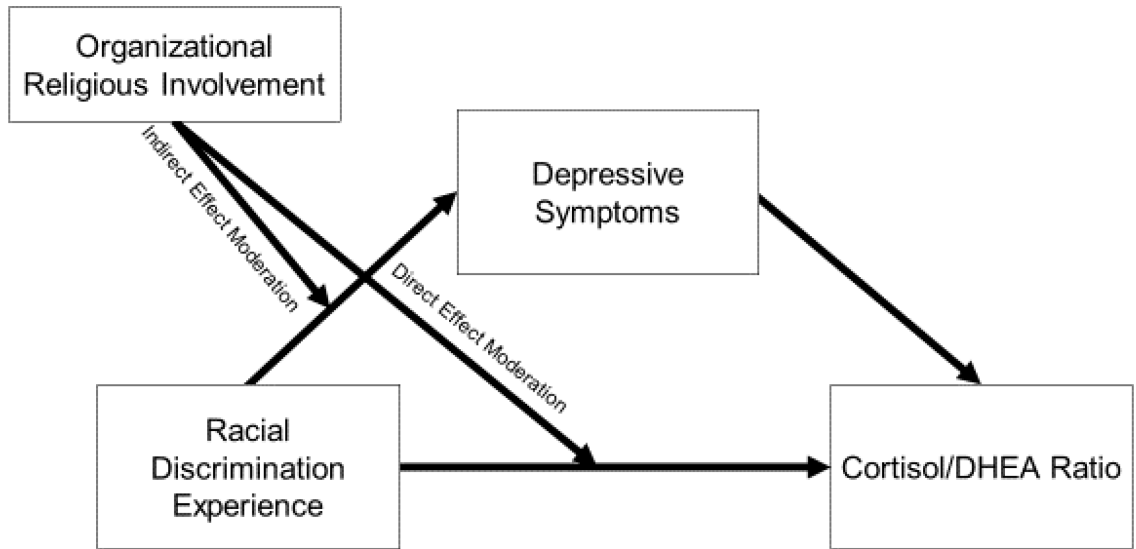 Organizational
Religious Involvement
Indirect Effect Moderation
Depressive
Symptoms
Direct Effect Moderation
Racial
Discrimination
Experience
Cortisol/DHEA Ratio